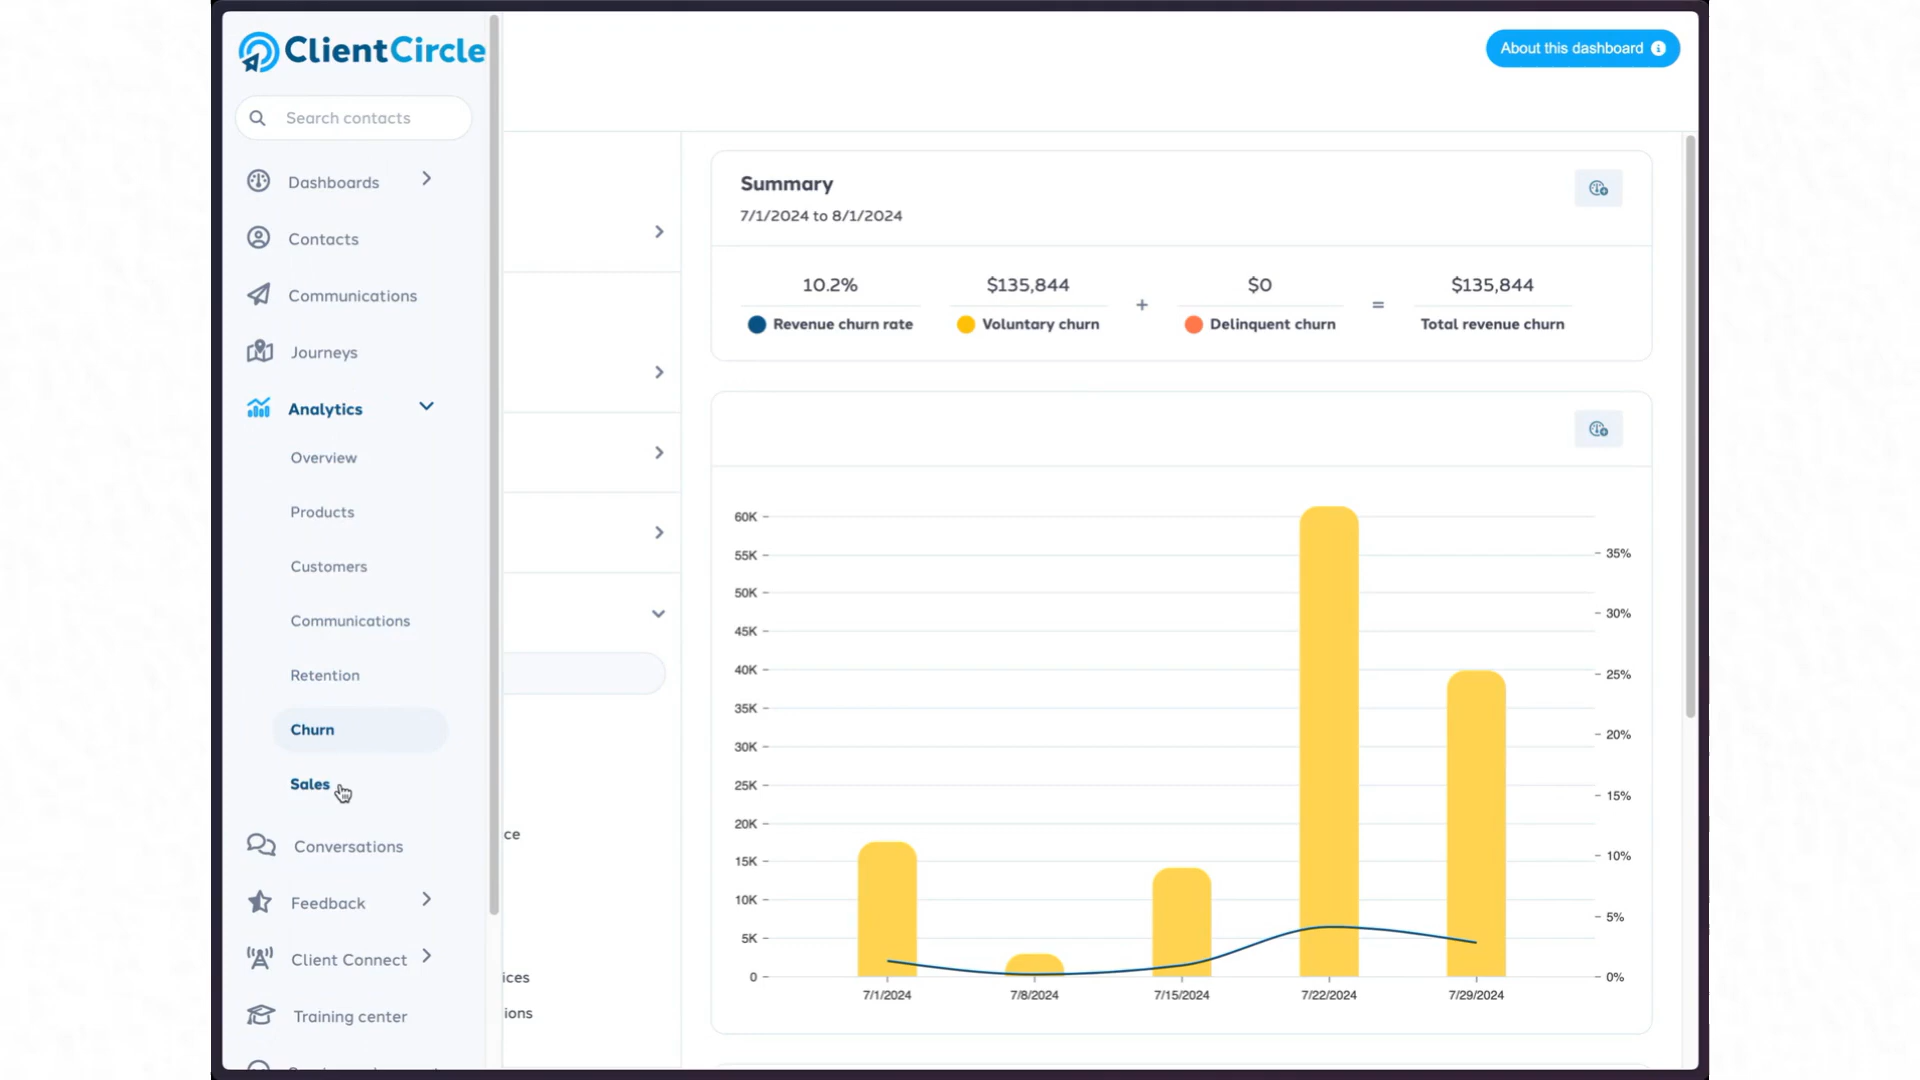 ClientCircle
About this dashboard
Search contacts
Dashboards
Contacts
Communications
Journeys
Analytics
Overview
Products
Customers
Communications
Retention
Churn
Sales
Conversations
Feedback
Client Connect
Training center
ce
ices
ions
Summary
7/1/2024 to 8/1/2024
10.2% $135,844 + $0 = $135,844
Revenue churn rate Voluntary churn Delinquent churn Total revenue churn
60K
55K
50K
45K
40K
35K
30K
25K
20K
15K
10K
5K
0
35%
30%
25%
20%
15%
10%
5%
0%
7/1/2024 7/8/2024 7/15/2024 7/22/2024 7/29/2024